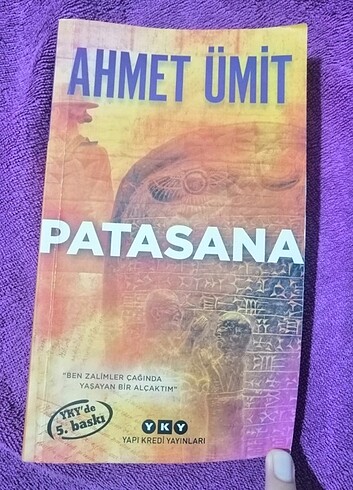 AHMET ÜMİT
PATASANA
"BEN ZALİMLER ÇAĞINDA
YAŞAYAN BİR ALÇAKTIM"
YKY'de
5. baskı
YKY
YAPI KREDİ YAYINLARI